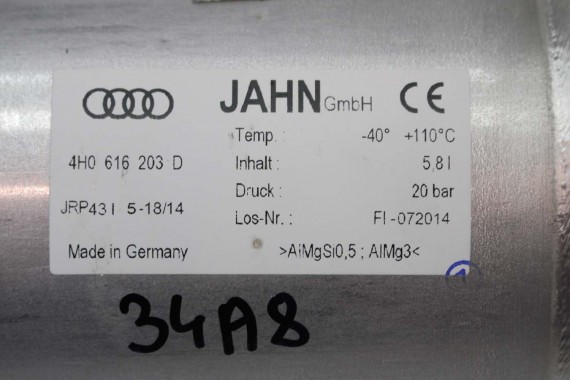 JAHN GmbH CE
Temp. : -40° +110°C
4H0 616 203 D Inhalt : 5,8 l
Druck : 20 bar
JRP43 I 5-18/14 Los-Nr. : FI-072014
Made in Germany >AlMgSi0,5 ; AlMg3<
34A8